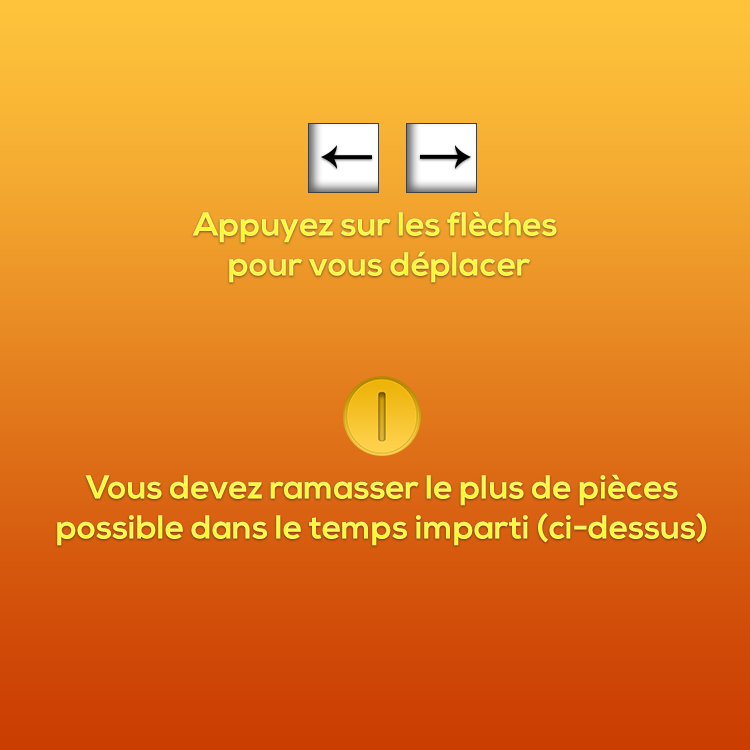 ← →
Appuyez sur les flèches
pour vous déplacer
Vous devez ramasser le plus de pièces
possible dans le temps imparti (ci-dessus)